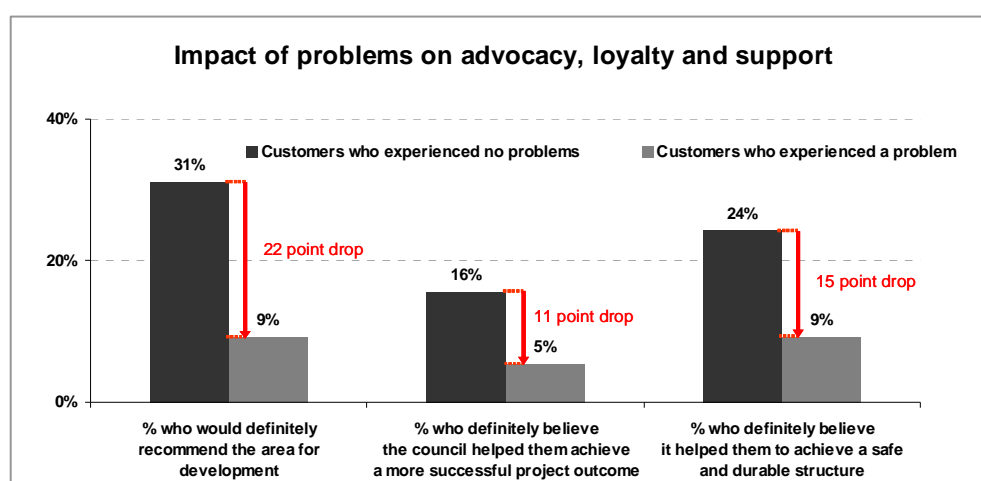 Impact of problems on advocacy, loyalty and support
40%
Customers who experienced no problems
Customers who experienced a problem
31%
24%
22 point drop
20%
16%
15 point drop
11 point drop
9%
9%
5%
0%
% who would definitely
recommend the area for
development
% who definitely believe
the council helped them achieve
a more successful project outcome
% who definitely believe
it helped them to achieve a safe
and durable structure